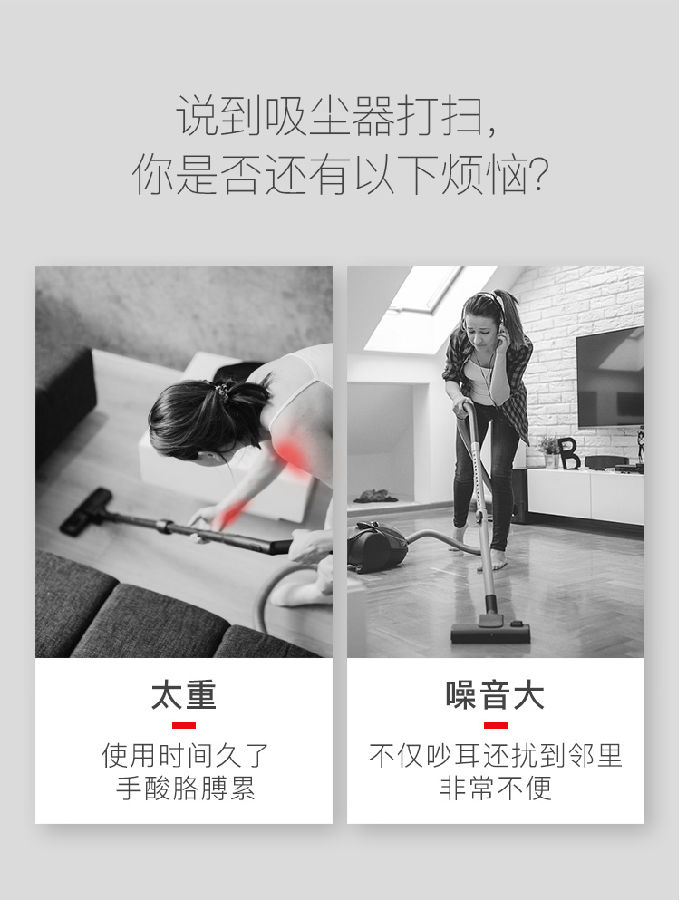 说到吸尘器打扫，
你是否还有以下烦恼？
太重
使用时间久了
手酸胳膊累
噪音大
不仅吵耳还扰到邻里
非常不便
B